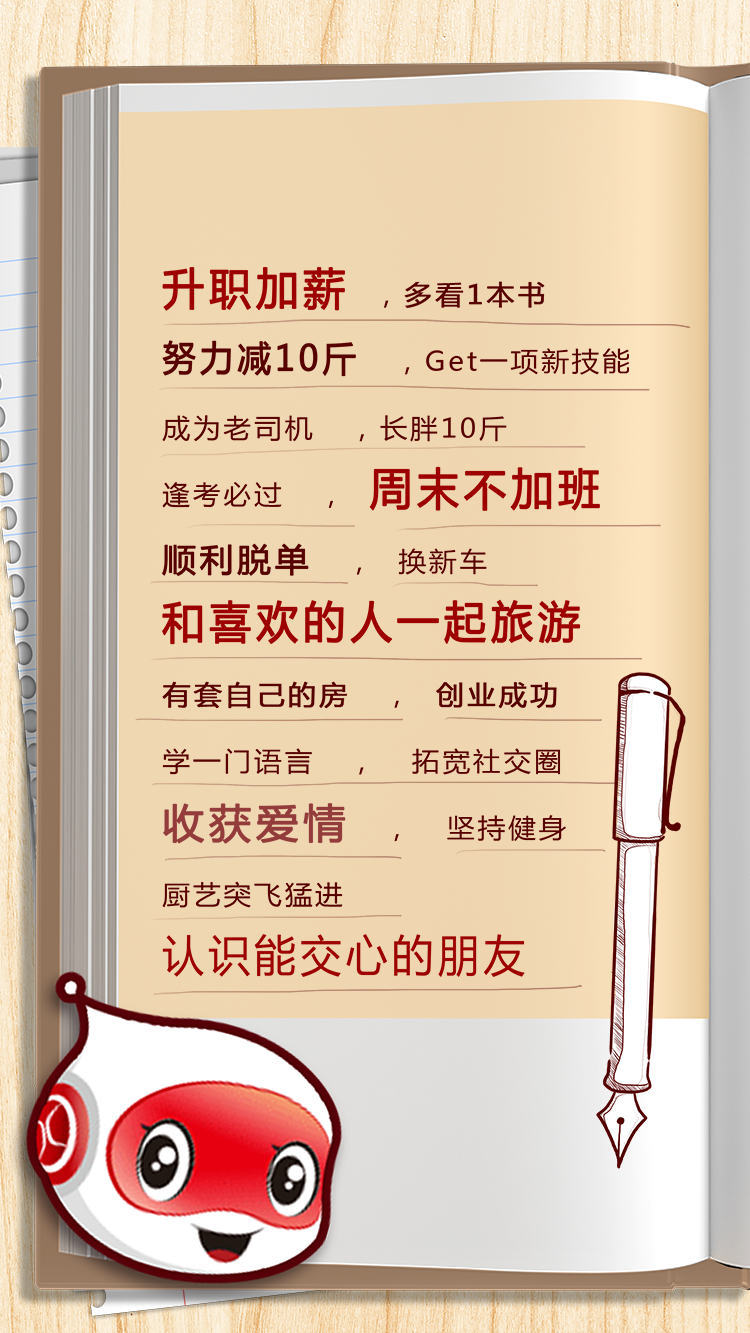 升职加薪，多看1本书
努力减10斤，Get一项新技能
成为老司机，长胖10斤
逢考必过，周末不加班
顺利脱单，换新车
和喜欢的人一起旅游
有套自己的房，创业成功
学一门语言，拓宽社交圈
收获爱情，坚持健身
厨艺突飞猛进
认识能交心的朋友